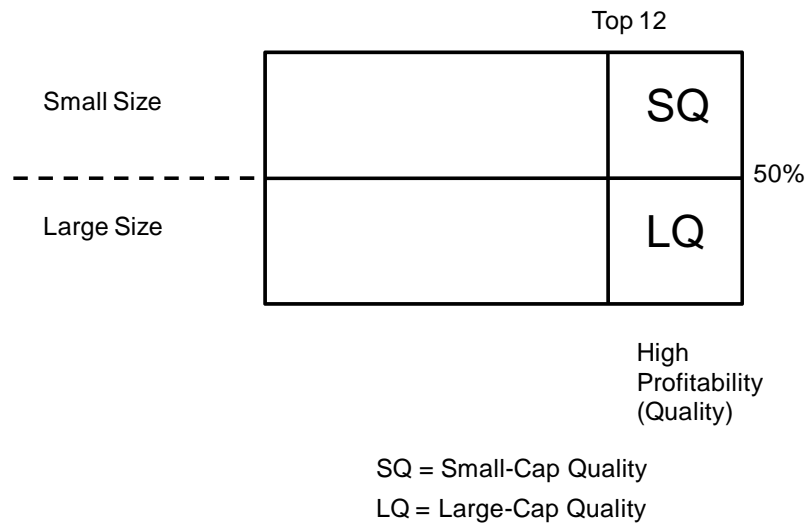 Top 12
Small Size
SQ
50%
Large Size
LQ
High
Profitability
(Quality)
SQ = Small-Cap Quality
LQ = Large-Cap Quality